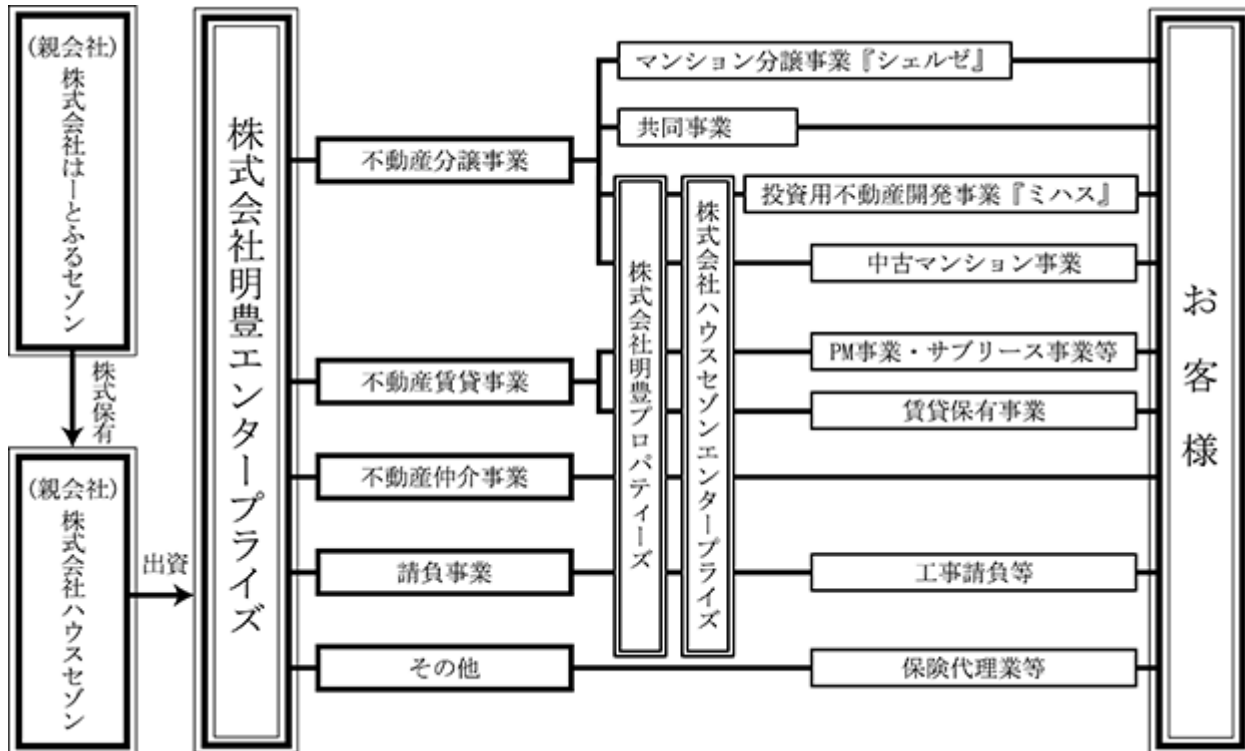 (親会社)
株式会社はーとふるセゾン
株式保有
(親会社)
株式会社ハウスセゾン
出資
株式会社明豊エンタープライズ
不動産分譲事業
不動産賃貸事業
不動産仲介事業
請負事業
その他
株式会社明豊プロパティーズ
株式会社ハウスセゾンエンタープライズ
マンション分譲事業『シェルゼ』
共同事業
投資用不動産開発事業『ミハス』
中古マンション事業
PM事業・サブリース事業等
賃貸保有事業
工事請負等
保険代理業等
お客様